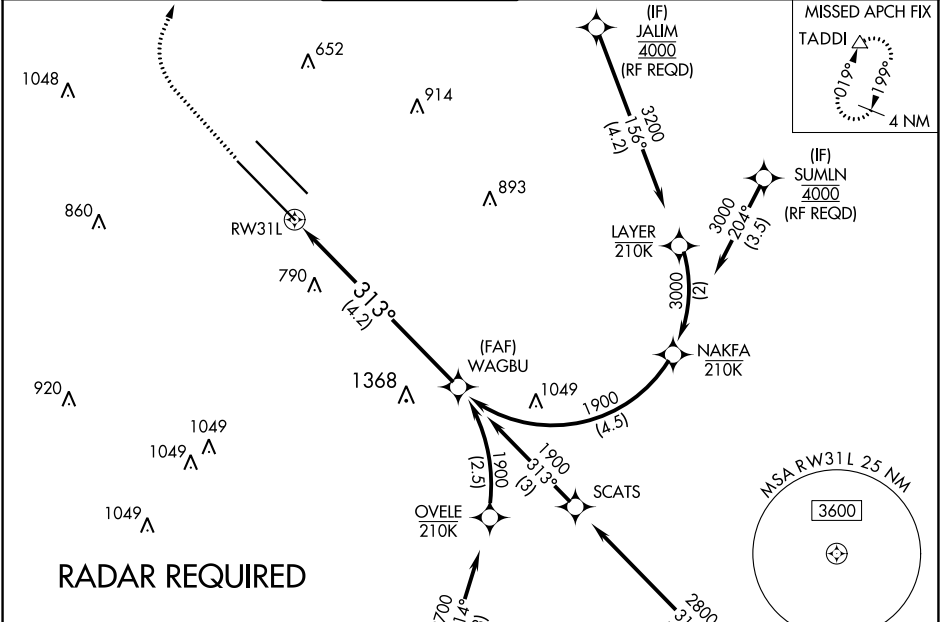 MISSED APCH FIX
TADDI
019°
199°
4 NM
(IF)
JALIM
4000
(RF REQD)
3200
156°
(4.2)
652
1048
914
893
(IF)
SUMLN
4000
(RF REQD)
3000
204°
(3.5)
860
RW31L
LAYER
210K
3000
(2)
790
313°
(4.2)
NAKFA
210K
(FAF)
WAGBU
1368
1049
920
1900
(4.5)
1049
1049
1900
(2.5)
1900
313°
(3)
SCATS
OVELE
210K
1049
MSA RW31L 25 NM
3600
RADAR REQUIRED
2800